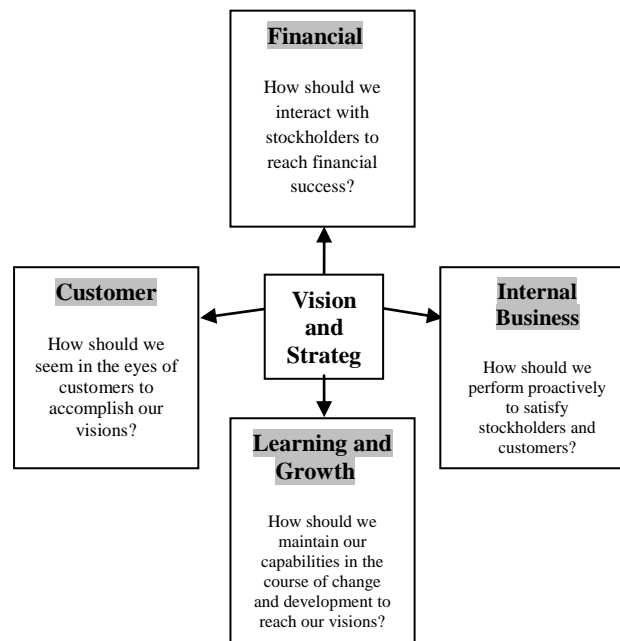 Financial
How should we
interact with
stockholders to
reach financial
success?
Customer
How should we
seem in the eyes of
customers to
accomplish our
visions?
Vision
and
Strateg
Internal
Business
How should we
perform proactively
to satisfy
stockholders and
customers?
Learning and
Growth
How should we
maintain our
capabilities in the
course of change
and development to
reach our visions?